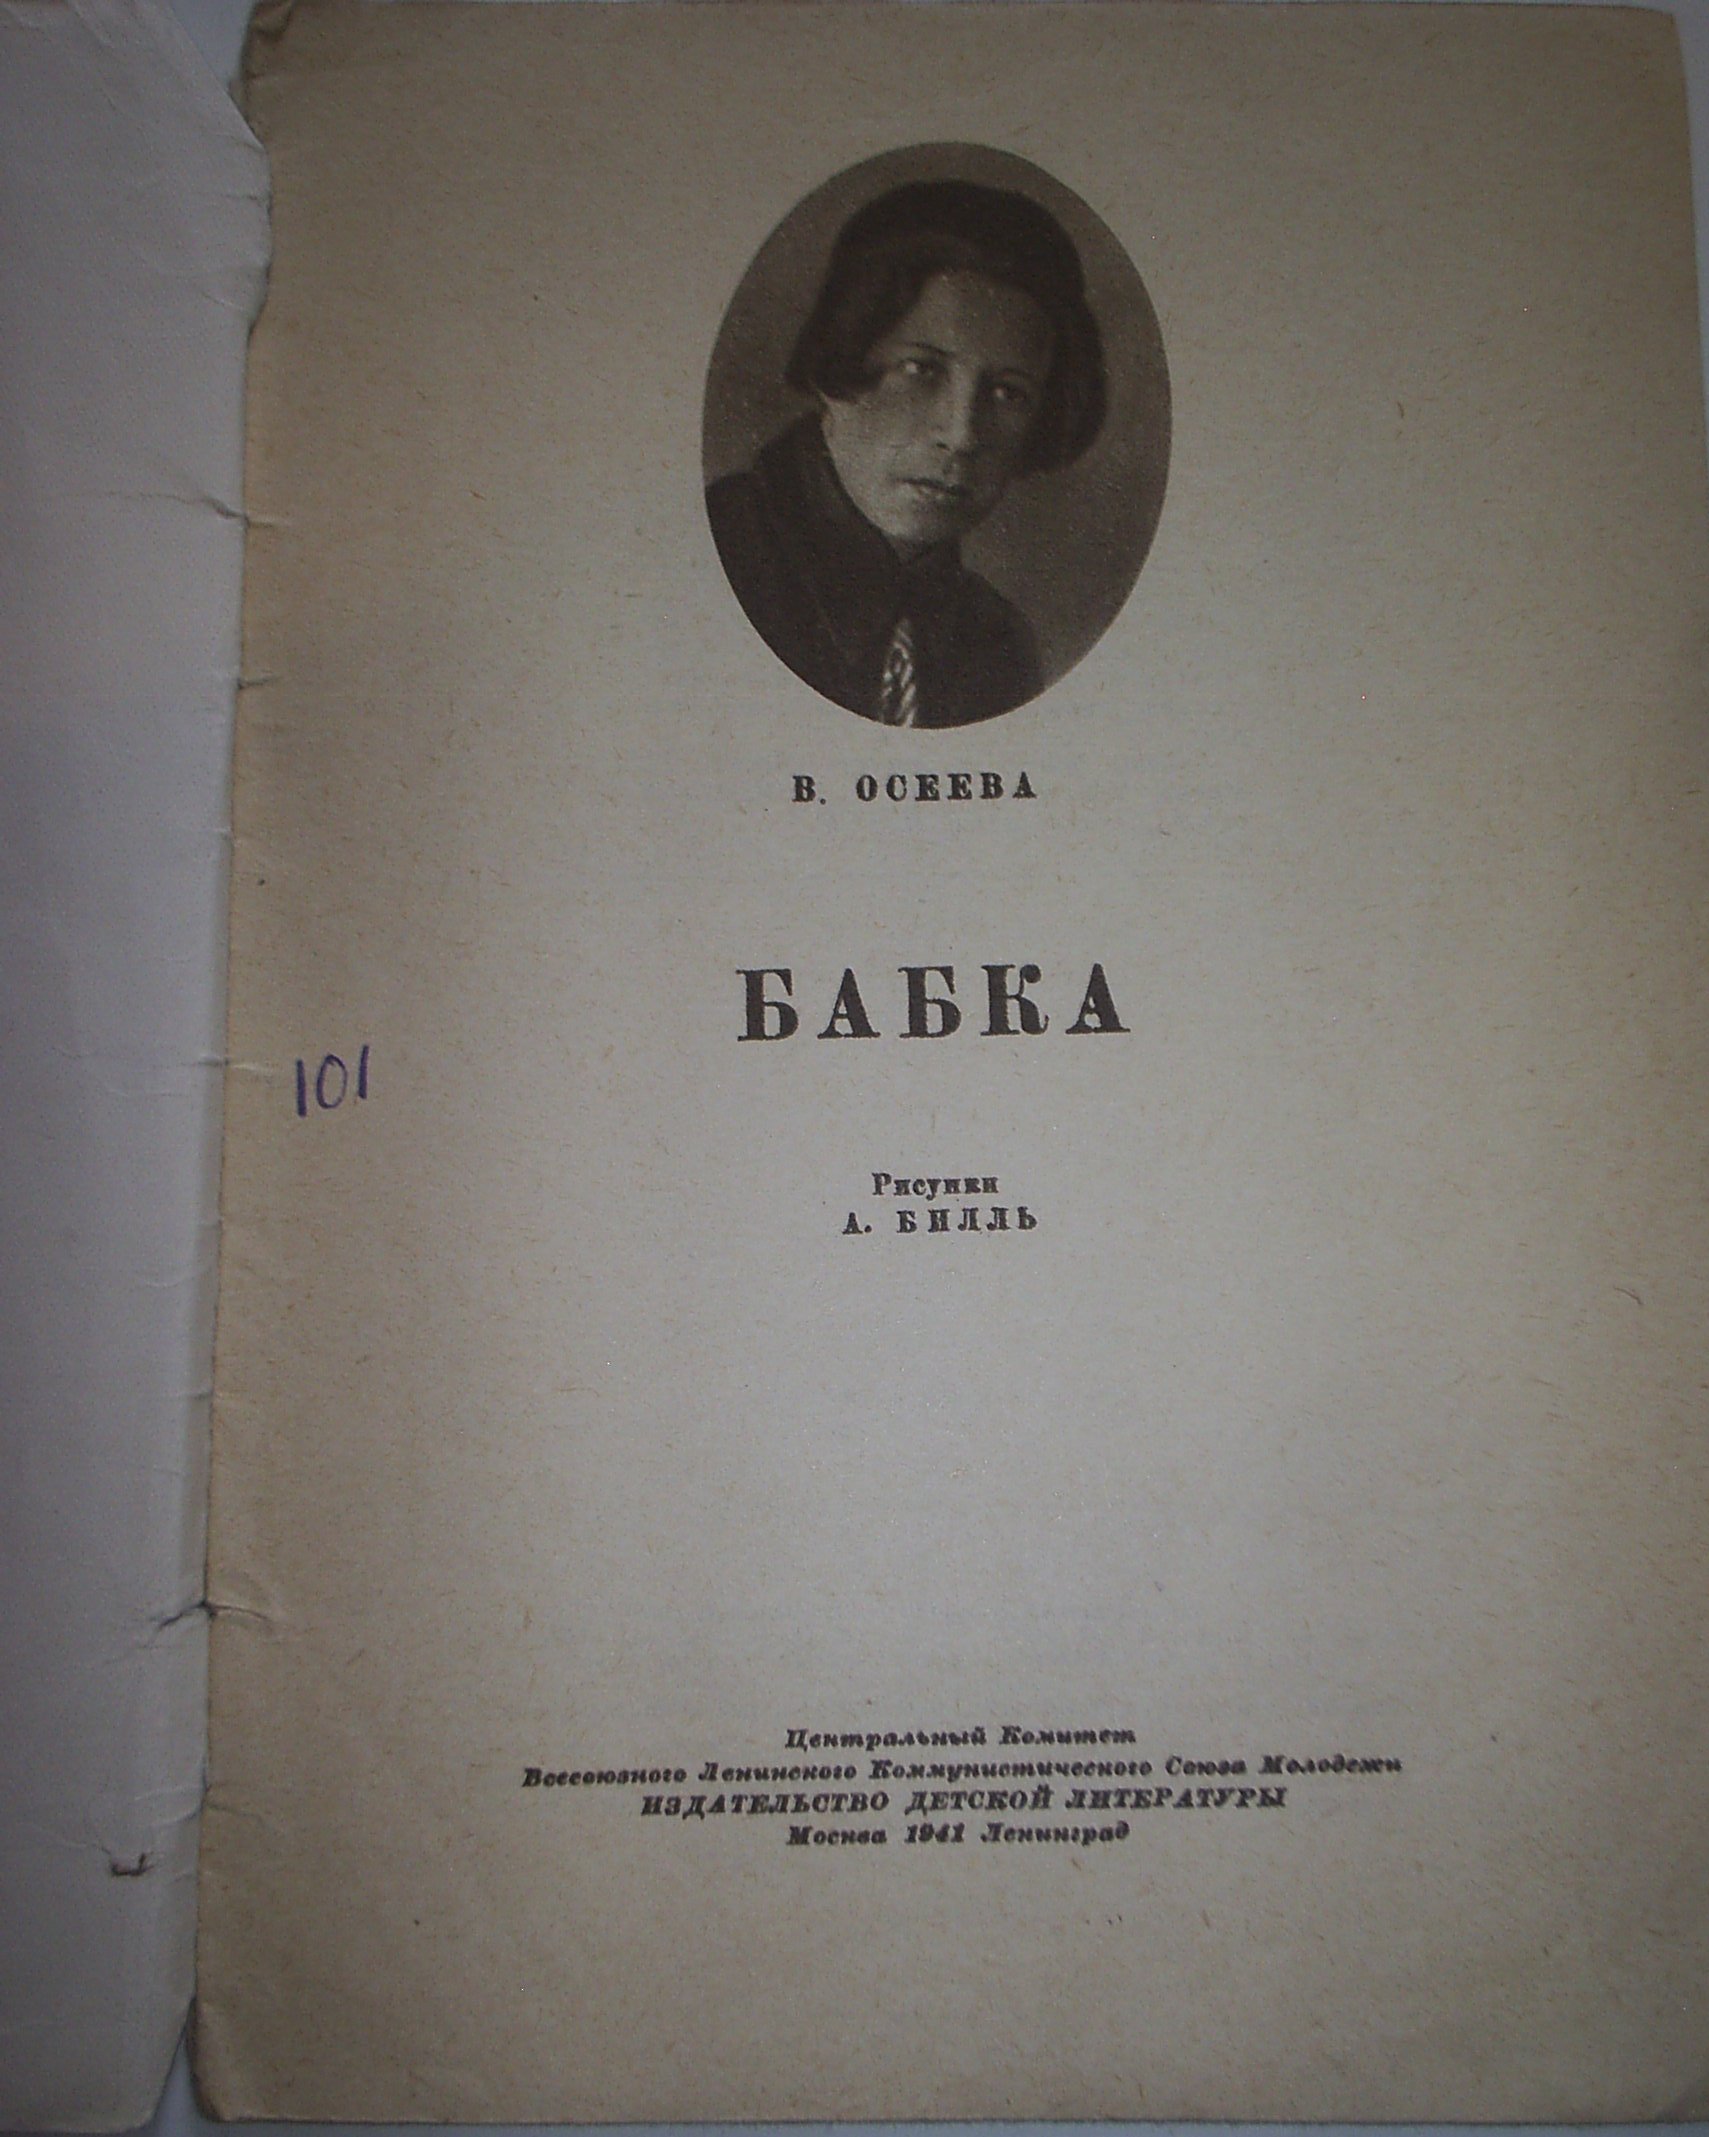 В. ОСЕЕВА
БАБКА
101
Рисунки
А. БИЛЛЬ
Центральный Комитет
Всесоюзного Ленинского Коммунистического Союза Молодежи
ИЗДАТЕЛЬСТВО ДЕТСКОЙ ЛИТЕРАТУРЫ
Москва 1941 Ленинград